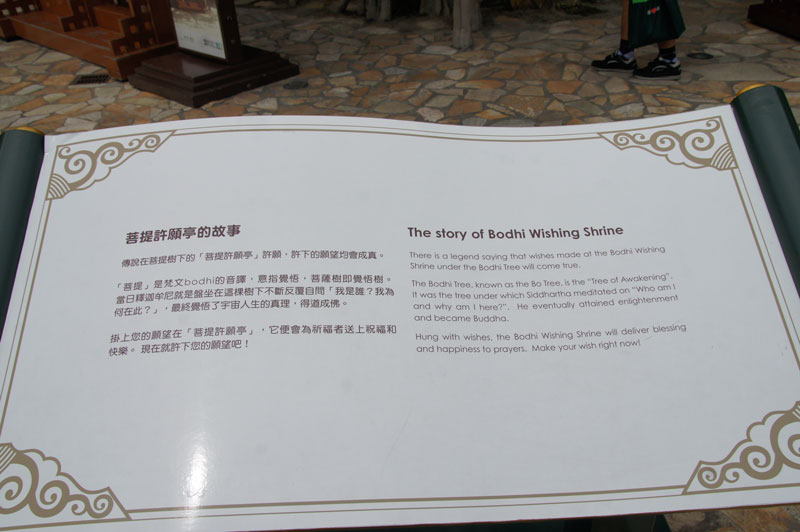 菩提許願亭的故事
傳說在菩提樹下的「菩提許願亭」許願，許下的願望均會成真。
「菩提」是梵文bodhi的音譯，意指覺悟，菩薩樹即覺悟樹。
當日釋迦牟尼就是盤坐在這棵樹下不斷反覆自問「我是誰？我為
何在此？」，最終覺悟了宇宙人生的真理，得道成佛。
掛上您的願望在「菩提許願亭」，它便會為祈福者送上祝福和
快樂。現在就許下您的願望吧！
The story of Bodhi Wishing Shrine
There is a legend saying that wishes made at the Bodhi Wishing
Shrine under the Bodhi Tree will come true.
The Bodhi Tree, known as the Bo Tree, is the “Tree of Awakening”.
It was the tree under which Siddhartha meditated on “Who am I
and why am I here?”. He eventually attained enlightenment
and became Buddha.
Hung with wishes, the Bodhi Wishing Shrine will deliver blessing
and happiness to prayers. Make your wish right now!